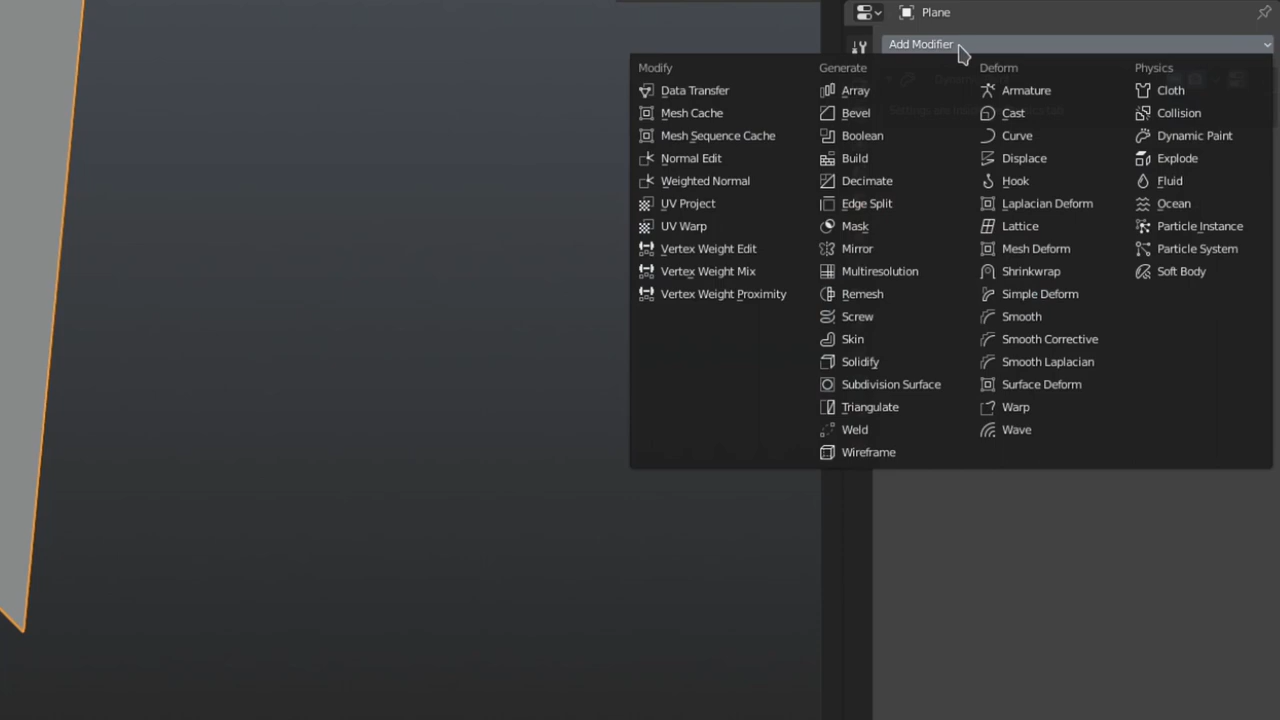 Plane
Add Modifier
Modify
Data Transfer
Mesh Cache
Mesh Sequence Cache
Normal Edit
Weighted Normal
UV Project
UV Warp
Vertex Weight Edit
Vertex Weight Mix
Vertex Weight Proximity
Generate
Array
Bevel
Boolean
Build
Decimate
Edge Split
Mask
Mirror
Multiresolution
Remesh
Screw
Skin
Solidify
Subdivision Surface
Triangulate
Weld
Wireframe
Deform
Armature
Cast
Curve
Displace
Hook
Laplacian Deform
Lattice
Mesh Deform
Shrinkwrap
Simple Deform
Smooth
Smooth Corrective
Smooth Laplacian
Surface Deform
Warp
Wave
Physics
Cloth
Collision
Dynamic Paint
Explode
Fluid
Ocean
Particle Instance
Particle System
Soft Body